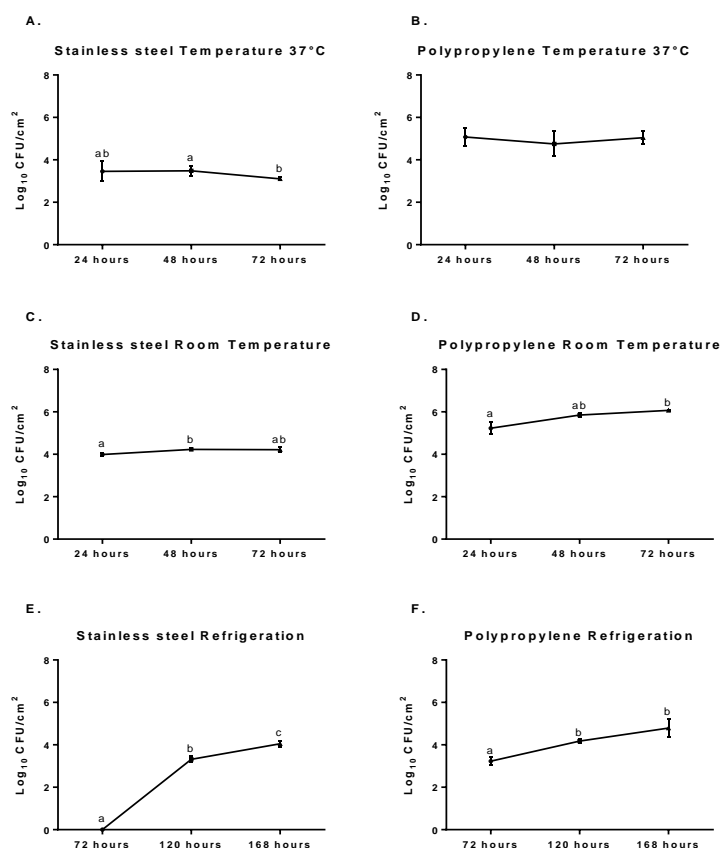 A.
Stainless steel Temperature 37°C
8
6
4
2
0
Log10 CFU/cm2
ab
a
b
24 hours 48 hours 72 hours
B.
Polypropylene Temperature 37°C
8
6
4
2
0
Log10 CFU/cm2
24 hours 48 hours 72 hours
C.
Stainless steel Room Temperature
8
6
4
2
0
Log10 CFU/cm2
a
b
ab
24 hours 48 hours 72 hours
D.
Polypropylene Room Temperature
8
6
4
2
0
Log10 CFU/cm2
a
ab
b
24 hours 48 hours 72 hours
E.
Stainless steel Refrigeration
8
6
4
2
0
Log10 CFU/cm2
a
b
c
72 hours 120 hours 168 hours
F.
Polypropylene Refrigeration
8
6
4
2
0
Log10 CFU/cm2
a
b
b
72 hours 120 hours 168 hours